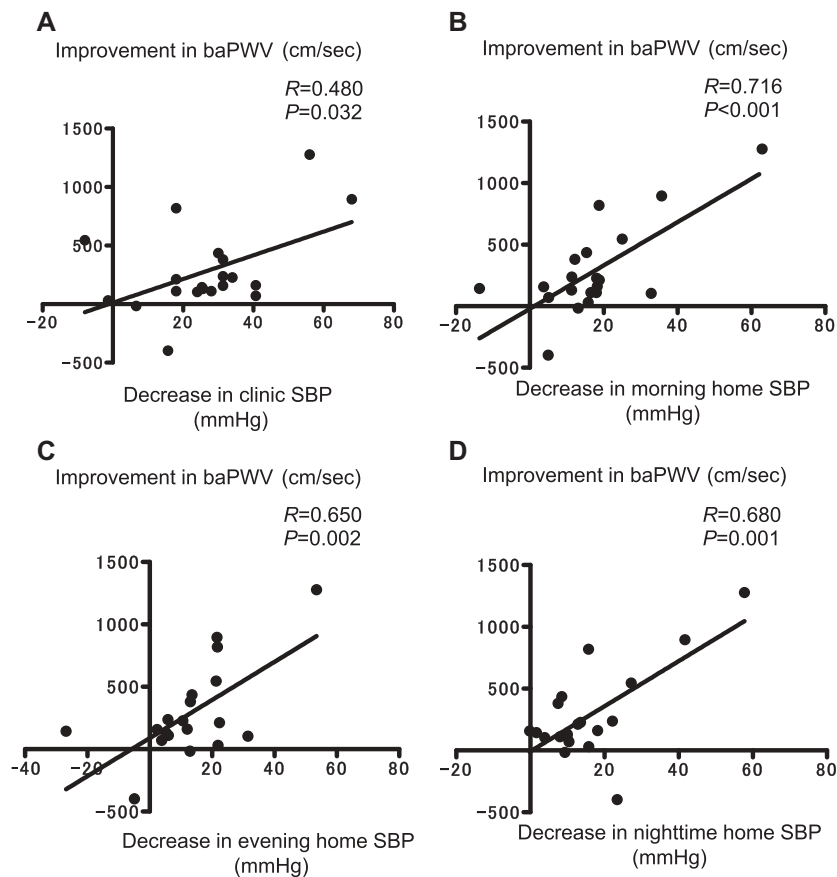 A
Improvement in baPWV (cm/sec)
R=0.480
P=0.032
1500
1000
500
-20
20
40
60
80
−500
Decrease in clinic SBP
(mmHg)
B
Improvement in baPWV (cm/sec)
R=0.716
P<0.001
1500
1000
500
-20
20
40
60
80
−500
Decrease in morning home SBP
(mmHg)
C
Improvement in baPWV (cm/sec)
R=0.650
P=0.002
1500
1000
500
-40
-20
20
40
60
80
−500
Decrease in evening home SBP
(mmHg)
D
Improvement in baPWV (cm/sec)
R=0.680
P=0.001
1500
1000
500
-20
20
40
60
80
−500
Decrease in nighttime home SBP
(mmHg)